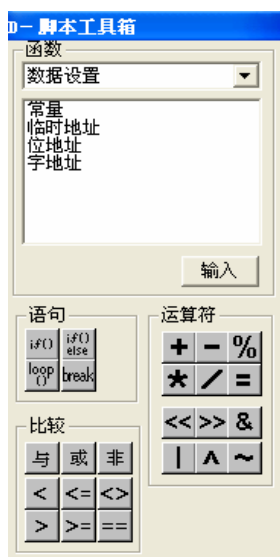 脚本工具箱
函数
数据设置
常量
临时地址
位地址
字地址
输入
语句
if() if() else
loop() break
运算符
+ - %
* / =
<< >> &
| ^ ~
比较
与 或 非
< <= <>
> >= ==